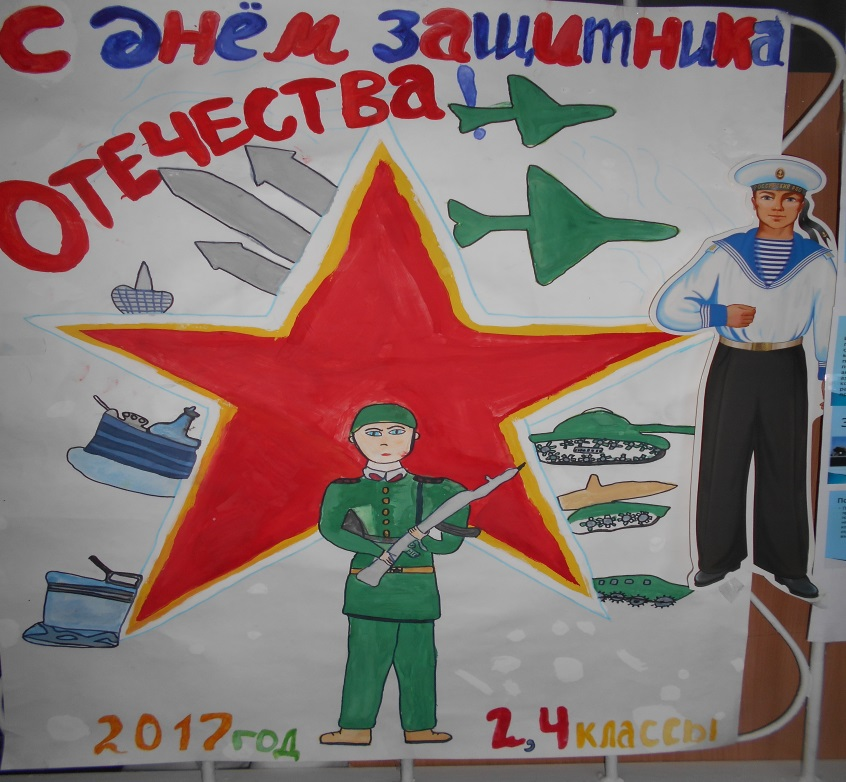 С днём защитника
Отечества!
2017 год
2,4 классы